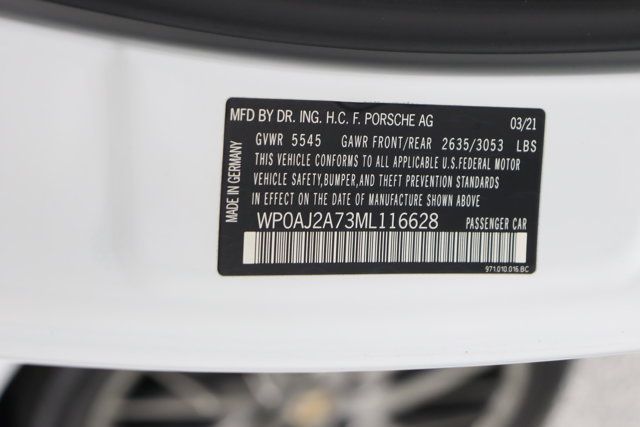 MFD BY DR. ING. H.C. F. PORSCHE AG 03/21
GVWR 5545 GAWR FRONT/REAR 2635/3053 LBS
THIS VEHICLE CONFORMS TO ALL APPLICABLE U.S.FEDERAL MOTOR
VEHICLE SAFETY,BUMPER,AND THEFT PREVENTION STANDARDS
IN EFFECT ON THE DATE OF MANUFACTURE SHOWN ABOVE.
WP0AJ2A73ML116628 PASSENGER CAR
971.010.016.BC
MADE IN GERMANY